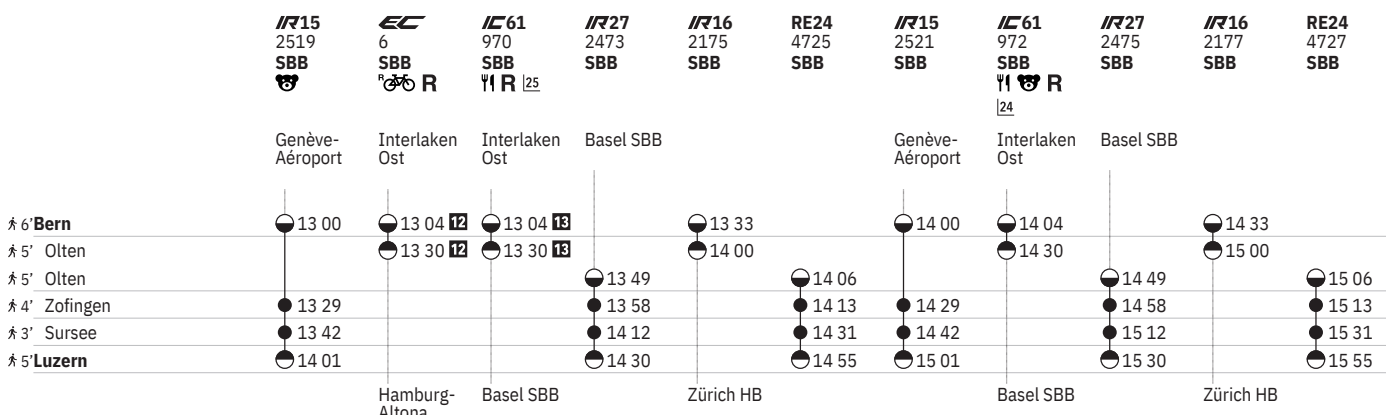 IR15 EC IC61 IR27 IR16 RE24 IR15 IC61 IR27 IR16 RE24
2519 6 970 2473 2175 4725 2521 972 2475 2177 4727
SBB SBB SBB SBB SBB SBB SBB SBB SBB SBB SBB
R R R 25 R
24
Genève- Interlaken Interlaken Basel SBB Genève- Interlaken Basel SBB
Aéroport Ost Ost Aéroport Ost
6' Bern 13 00 13 04 12 13 04 13 13 33 14 00 14 04 14 33
5' Olten 13 30 12 13 30 13 14 00 14 30 15 00
5' Olten 13 49 14 06 14 49 15 06
4' Zofingen 13 29 13 58 14 13 14 29 14 58 15 13
3' Sursee 13 42 14 12 14 31 14 42 15 12 15 31
5' Luzern 14 01 14 30 14 55 15 01 15 30 15 55
Hamburg- Basel SBB Zürich HB Basel SBB Zürich HB
Altona